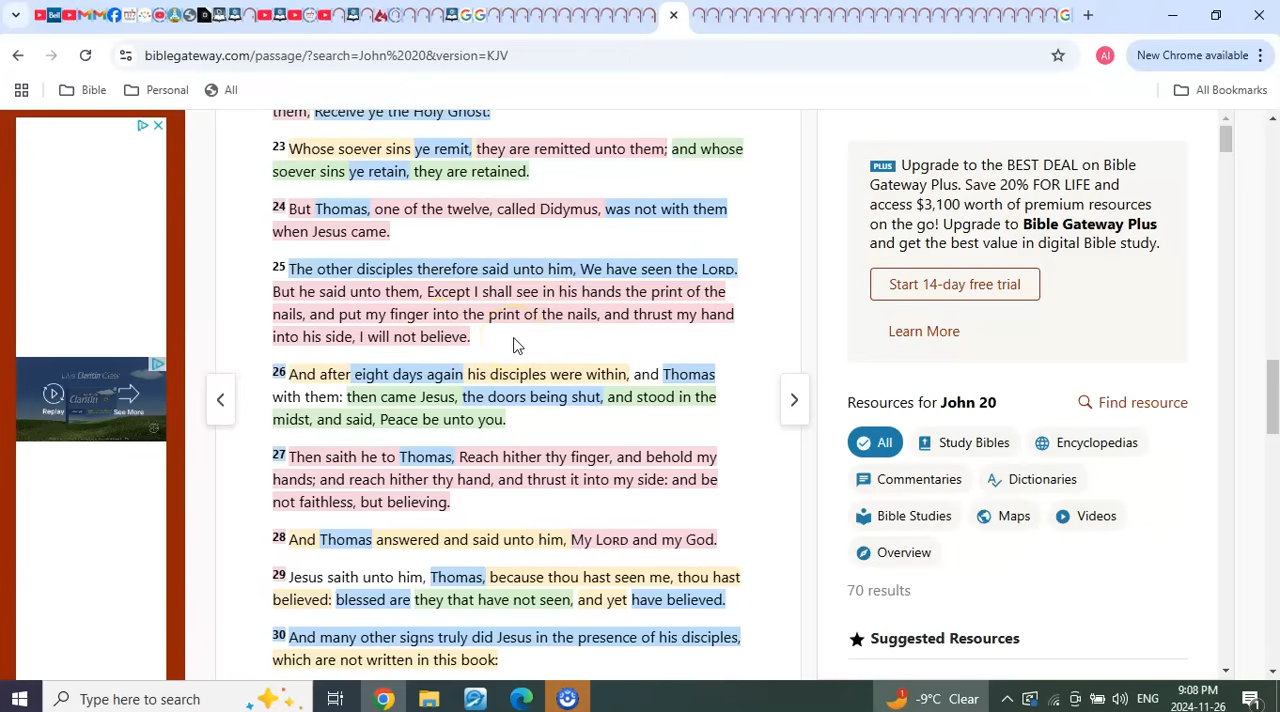 biblegateway.com/passage/?search=John%2020&version=KJV
New Chrome available
Bible
Personal
All
All Bookmarks
them, Receive ye the Holy Ghost:
23 Whose soever sins ye remit, they are remitted unto them; and whose
soever sins ye retain, they are retained.
24 But Thomas, one of the twelve, called Didymus, was not with them
when Jesus came.
25 The other disciples therefore said unto him, We have seen the LORD.
But he said unto them, Except I shall see in his hands the print of the
nails, and put my finger into the print of the nails, and thrust my hand
into his side, I will not believe.
26 And after eight days again his disciples were within, and Thomas
with them: then came Jesus, the doors being shut, and stood in the
midst, and said, Peace be unto you.
27 Then saith he to Thomas, Reach hither thy finger, and behold my
hands; and reach hither thy hand, and thrust it into my side: and be
not faithless, but believing.
28 And Thomas answered and said unto him, My LORD and my God.
29 Jesus saith unto him, Thomas, because thou hast seen me, thou hast
believed: blessed are they that have not seen, and yet have believed.
30 And many other signs truly did Jesus in the presence of his disciples,
which are not written in this book:
Replay
See More
PLUS Upgrade to the BEST DEAL on Bible
Gateway Plus. Save 20% FOR LIFE and
access $3,100 worth of premium resources
on the go! Upgrade to Bible Gateway Plus
and get the best value in digital Bible study.
Start 14-day free trial
Learn More
Resources for John 20
Find resource
All
Study Bibles
Encyclopedias
Commentaries
Dictionaries
Bible Studies
Maps
Videos
Overview
70 results
Suggested Resources
Type here to search
-9°C Clear
ENG
9:08 PM
2024-11-26